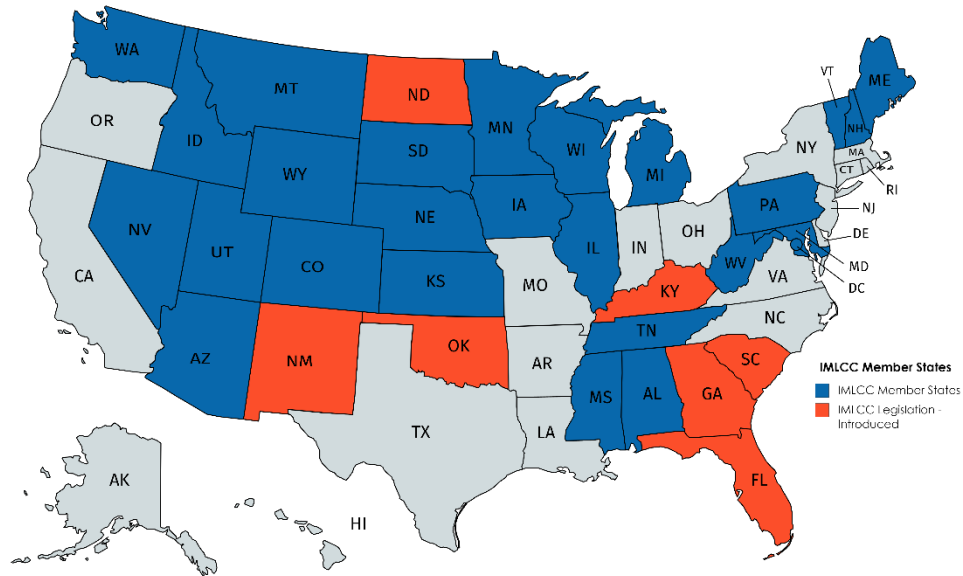 WA
MT
ND
MN
VT
ME
OR
ID
SD
WI
NH
NY
MA
WY
MI
CT
RI
NV
NE
IA
PA
NJ
UT
CO
IL
IN
OH
DE
CA
KS
MO
WV
VA
MD
DC
KY
NC
AZ
NM
OK
AR
TN
SC
MS
AL
GA
TX
LA
FL
AK
HI
IMLCC Member States
IMLCC Member States
IMLCC Legislation -
Introduced